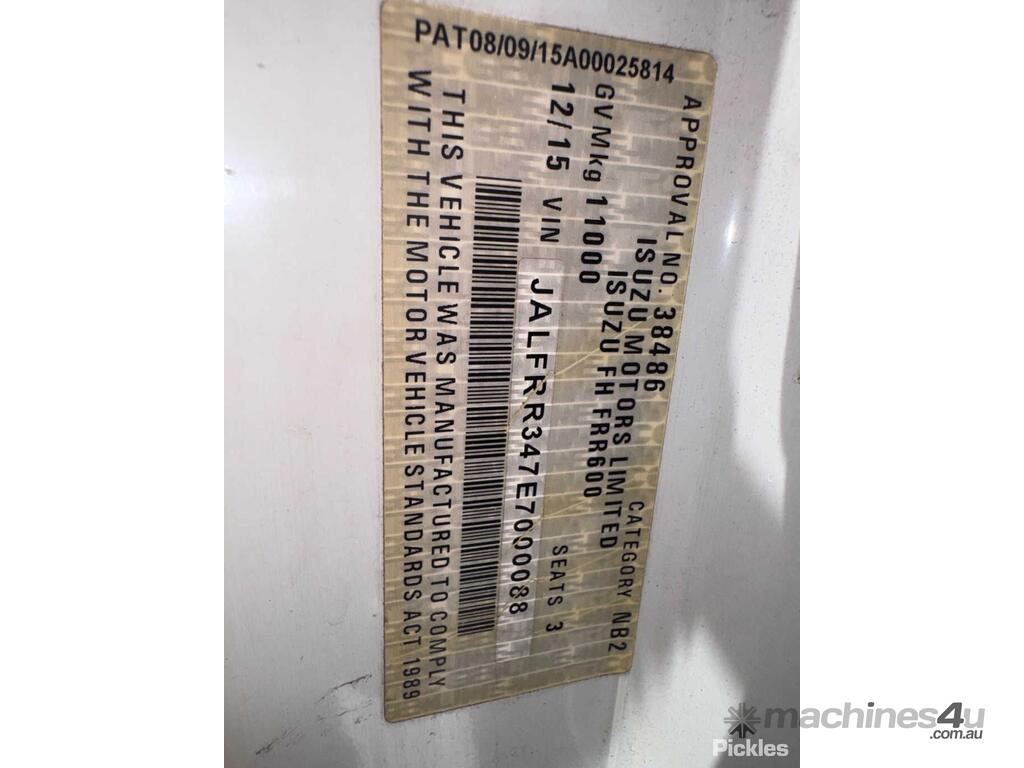 PAT08/09/15A00025814
APPROVAL NO. 38486 CATEGORY NB2
ISUZU MOTORS LIMITED
ISUZU FH FRR600
GVMkg 11000 SEATS 3
12/15 VIN JALFRR347E7000088
THIS VEHICLE WAS MANUFACTURED TO COMPLY
WITH THE MOTOR VEHICLE STANDARDS ACT 1989
machines4u
.com.au
Pickles